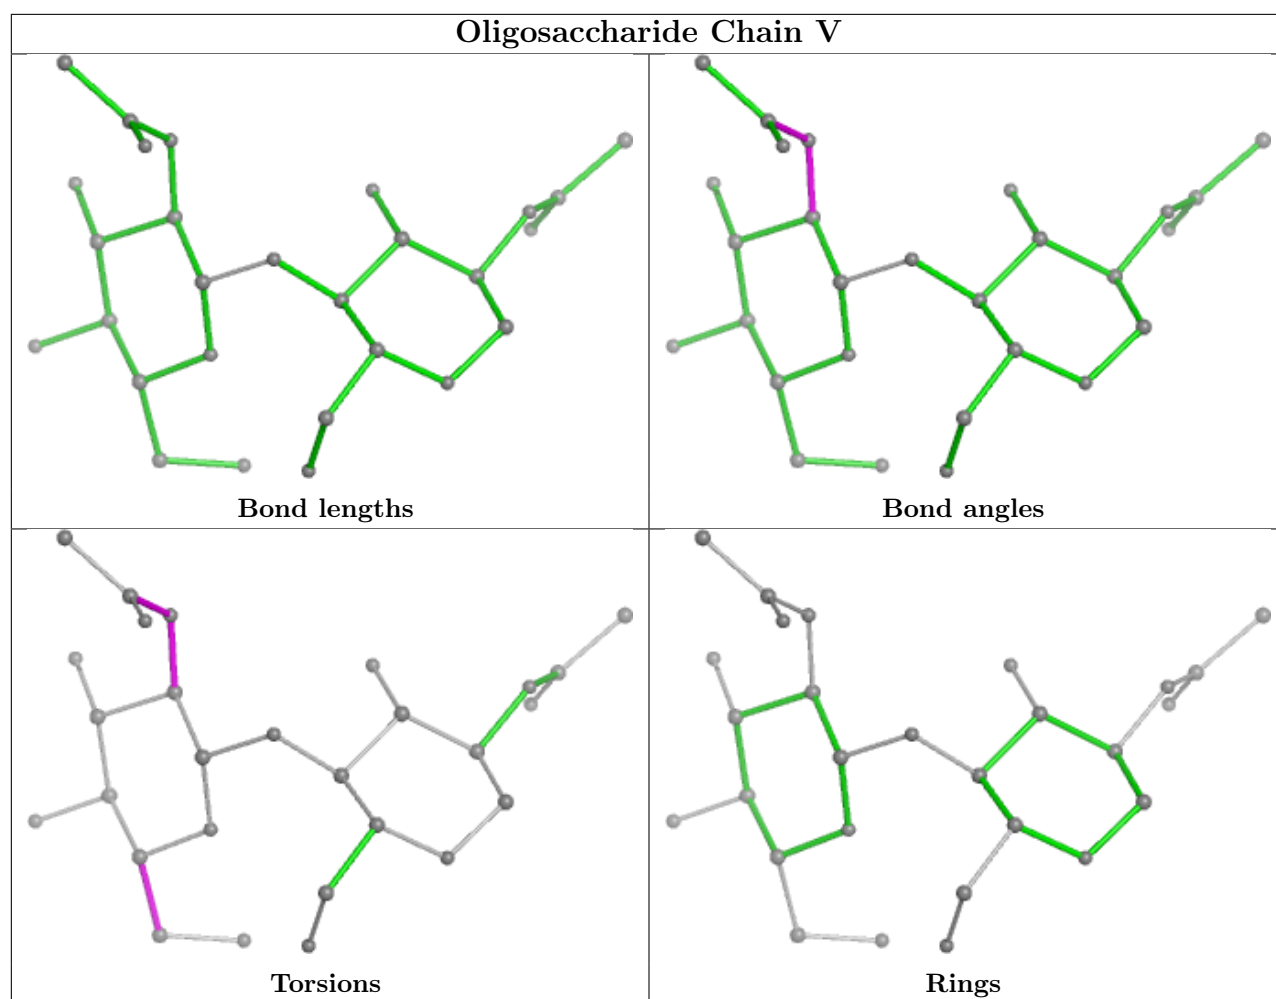 Oligosaccharide Chain V
Bond lengths
Bond angles
Torsions
Rings